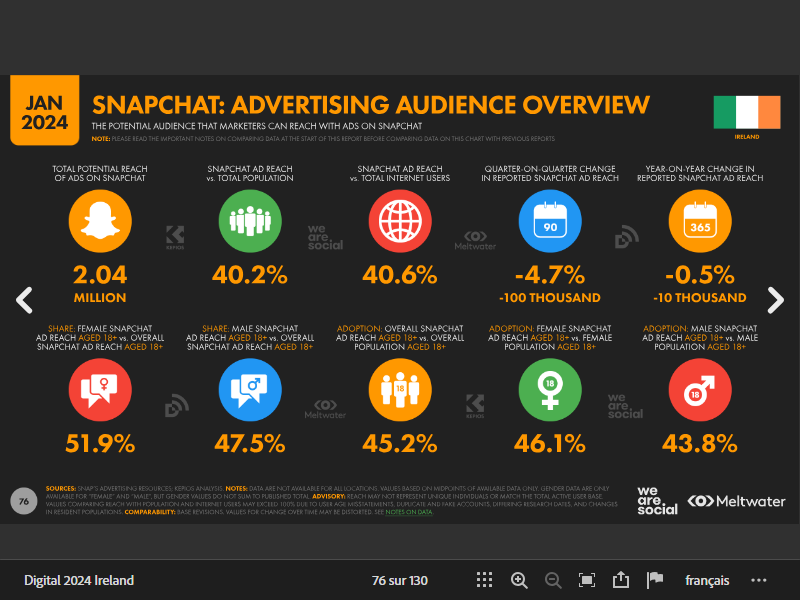 JAN
2024
SNAPCHAT: ADVERTISING AUDIENCE OVERVIEW
THE POTENTIAL AUDIENCE THAT MARKETERS CAN REACH WITH ADS ON SNAPCHAT
NOTE: PLEASE READ THE IMPORTANT NOTES ON COMPARING DATA AT THE START OF THIS REPORT BEFORE COMPARING DATA ON THIS CHART WITH PREVIOUS REPORTS
IRELAND
TOTAL POTENTIAL REACH
OF ADS ON SNAPCHAT
2.04
MILLION
SNAPCHAT AD REACH
vs. TOTAL POPULATION
40.2%
SNAPCHAT AD REACH
vs. TOTAL INTERNET USERS
40.6%
QUARTER-ON-QUARTER CHANGE
IN REPORTED SNAPCHAT AD REACH
90
-4.7%
-100 THOUSAND
YEAR-ON-YEAR CHANGE IN
REPORTED SNAPCHAT AD REACH
365
-0.5%
-10 THOUSAND
KEPIOS
we
are
social
Meltwater
SHARE: FEMALE SNAPCHAT
AD REACH AGED 18+ vs. OVERALL
SNAPCHAT AD REACH AGED 18+
51.9%
SHARE: MALE SNAPCHAT
AD REACH AGED 18+ vs. OVERALL
SNAPCHAT AD REACH AGED 18+
47.5%
ADOPTION: OVERALL SNAPCHAT
AD REACH AGED 18+ vs. OVERALL
POPULATION AGED 18+
18
45.2%
ADOPTION: FEMALE SNAPCHAT
AD REACH AGED 18+ vs. FEMALE
POPULATION AGED 18+
18
46.1%
ADOPTION: MALE SNAPCHAT
AD REACH AGED 18+ vs. MALE
POPULATION AGED 18+
18
43.8%
Meltwater
KEPIOS
we
are
social
76
SOURCES: SNAP'S ADVERTISING RESOURCES; KEPIOS ANALYSIS. NOTES: DATA ARE NOT AVAILABLE FOR ALL LOCATIONS. VALUES BASED ON MIDPOINTS OF AVAILABLE DATA ONLY. GENDER DATA ARE ONLY
AVAILABLE FOR "FEMALE" AND "MALE", BUT GENDER VALUES DO NOT SUM TO PUBLISHED TOTAL. ADVISORY: REACH MAY NOT REPRESENT UNIQUE INDIVIDUALS OR MATCH THE TOTAL ACTIVE USER BASE.
VALUES COMPARING REACH WITH POPULATION AND INTERNET USERS MAY EXCEED 100% DUE TO USER AGE MISSTATEMENTS, DUPLICATE AND FAKE ACCOUNTS, DIFFERING RESEARCH DATES, AND CHANGES
IN RESIDENT POPULATIONS. COMPARABILITY: BASE REVISIONS. VALUES FOR CHANGE OVER TIME MAY BE DISTORTED. SEE NOTES ON DATA.
we
are
social
Meltwater
Digital 2024 Ireland
76 sur 130
français